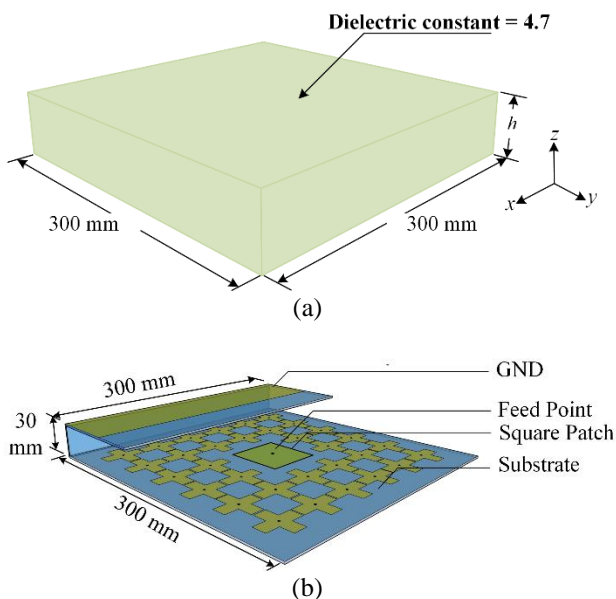 Dielectric constant = 4.7
h
z
x
y
300 mm
300 mm
(a)
300 mm
GND
Feed Point
30
mm
Square Patch
Substrate
300 mm
(b)